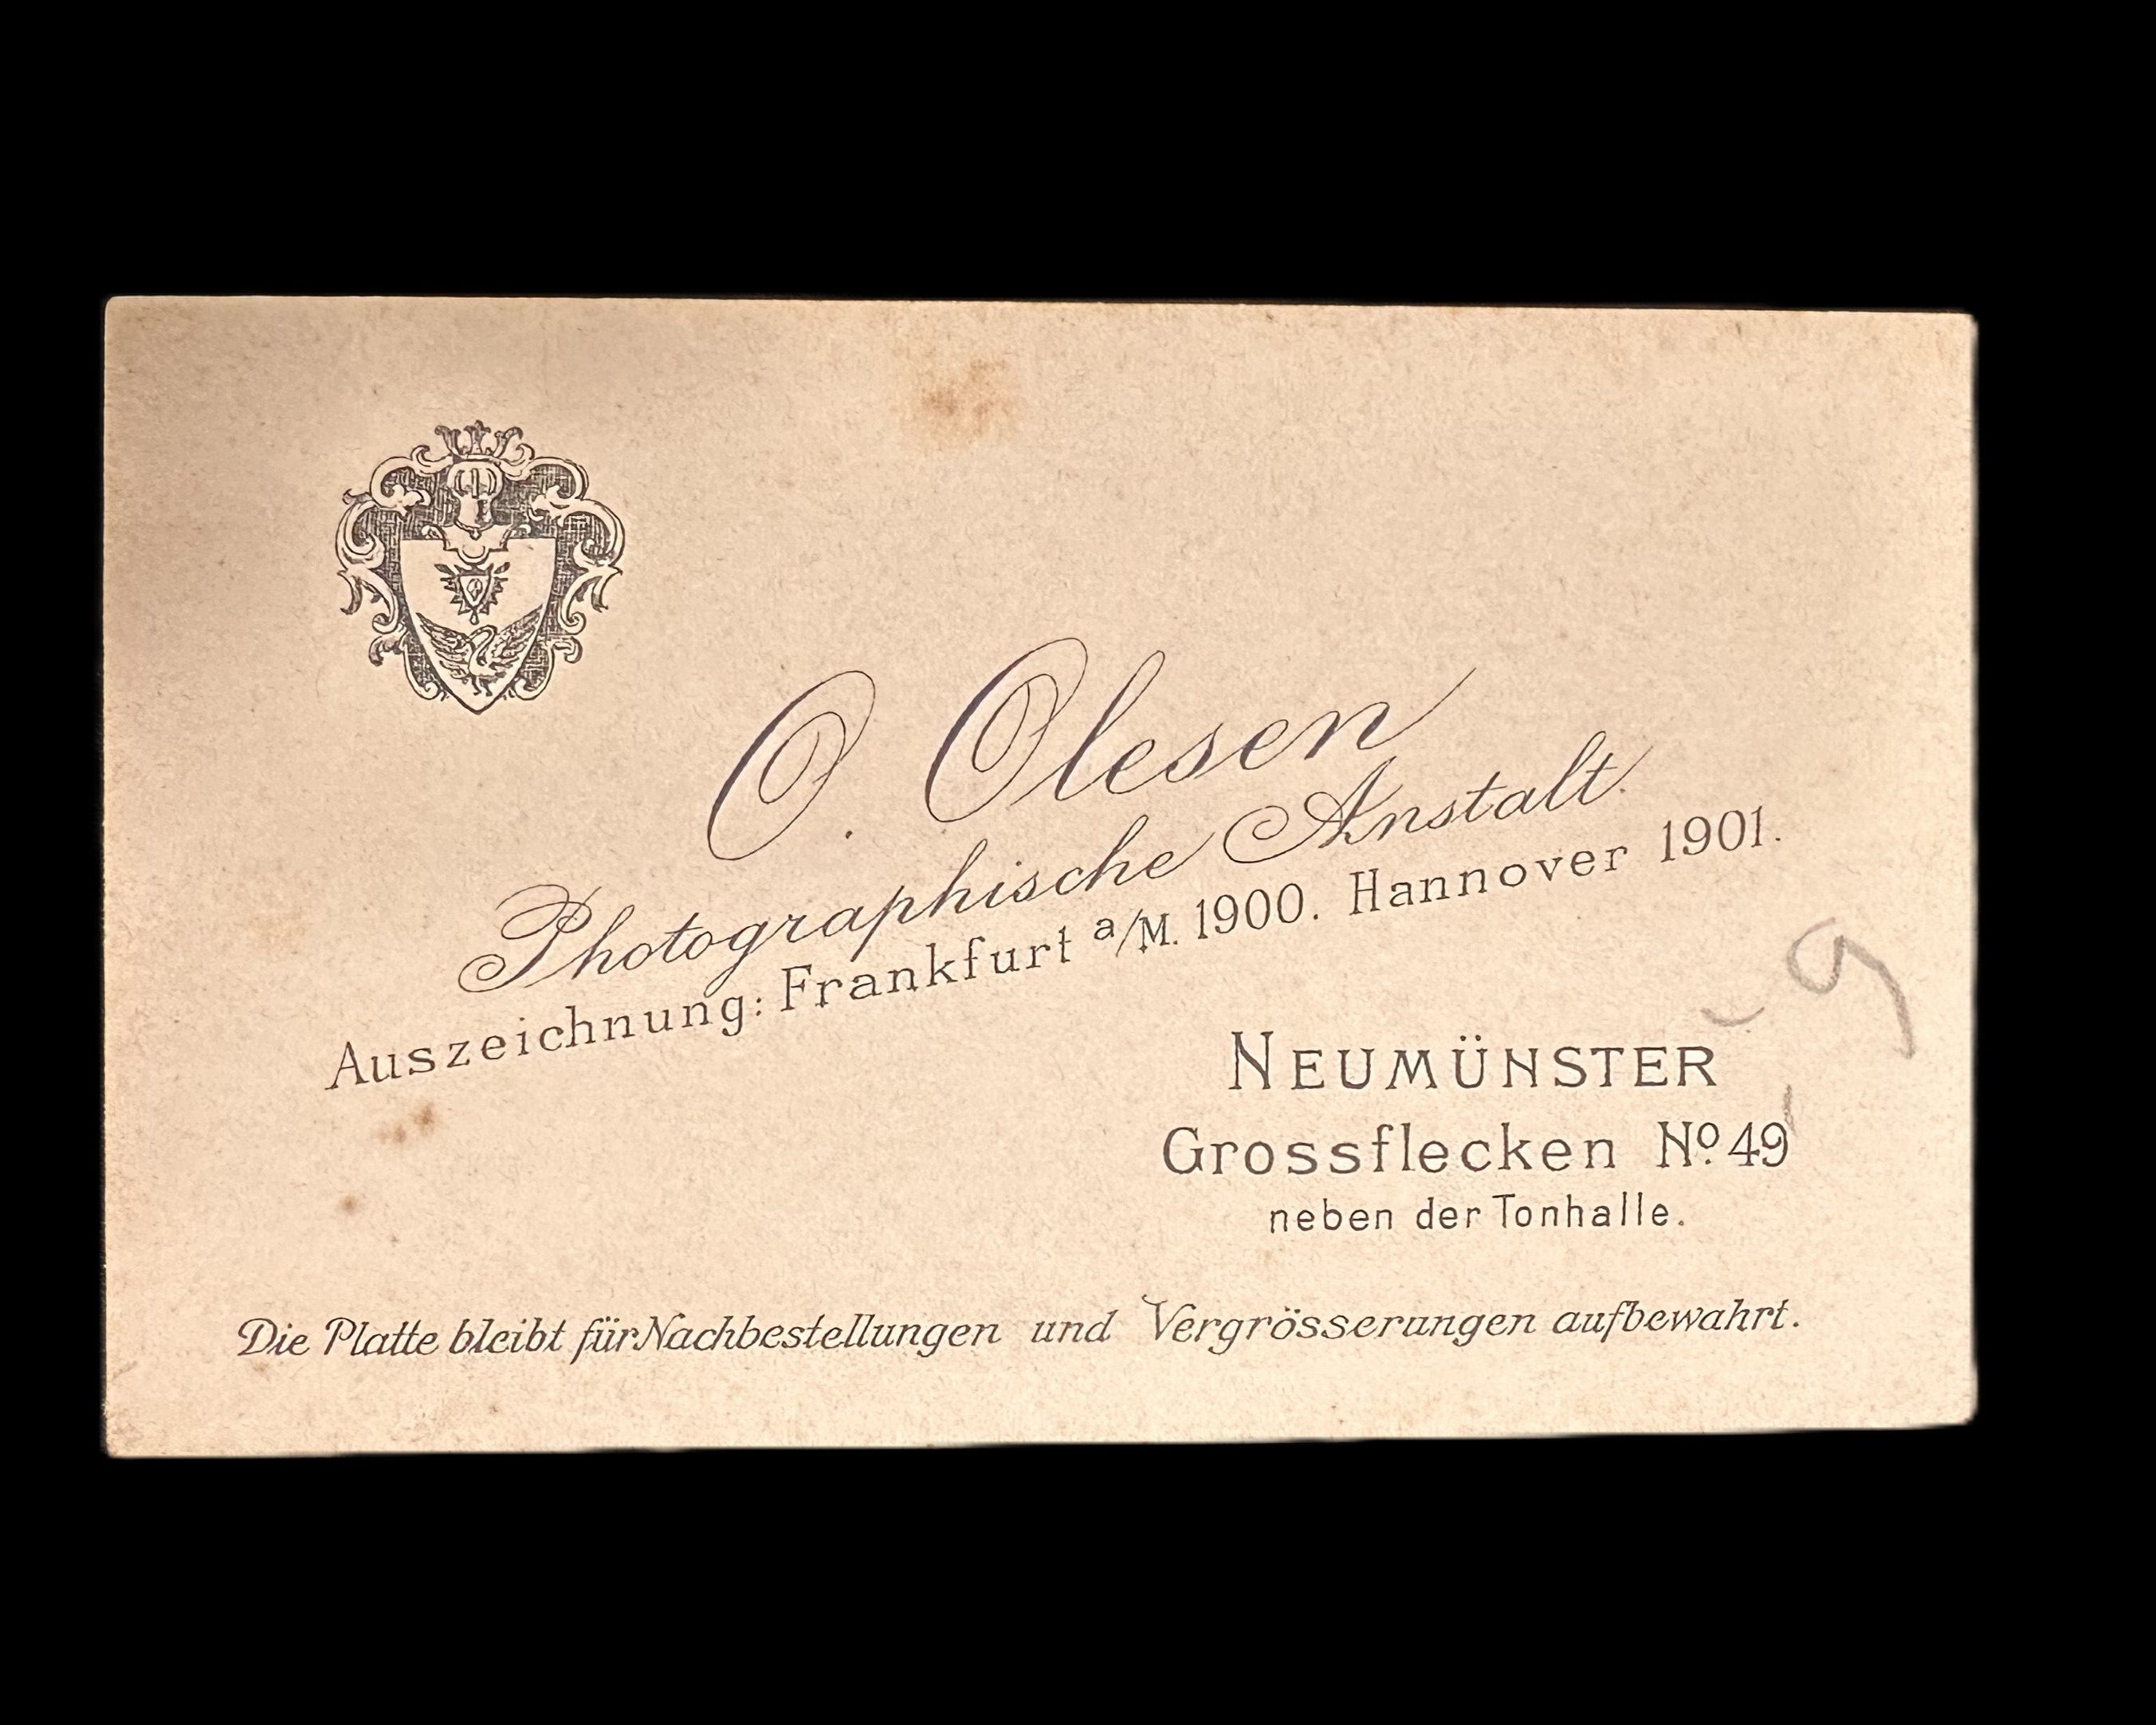 O. Olesen
Photographische Anstalt.
Auszeichnung: Frankfurt a/M. 1900. Hannover 1901.
9
NEUMÜNSTER
Grossflecken No. 49
neben der Tonhalle.
Die Platte bleibt für Nachbestellungen und Vergrösserungen aufbewahrt.